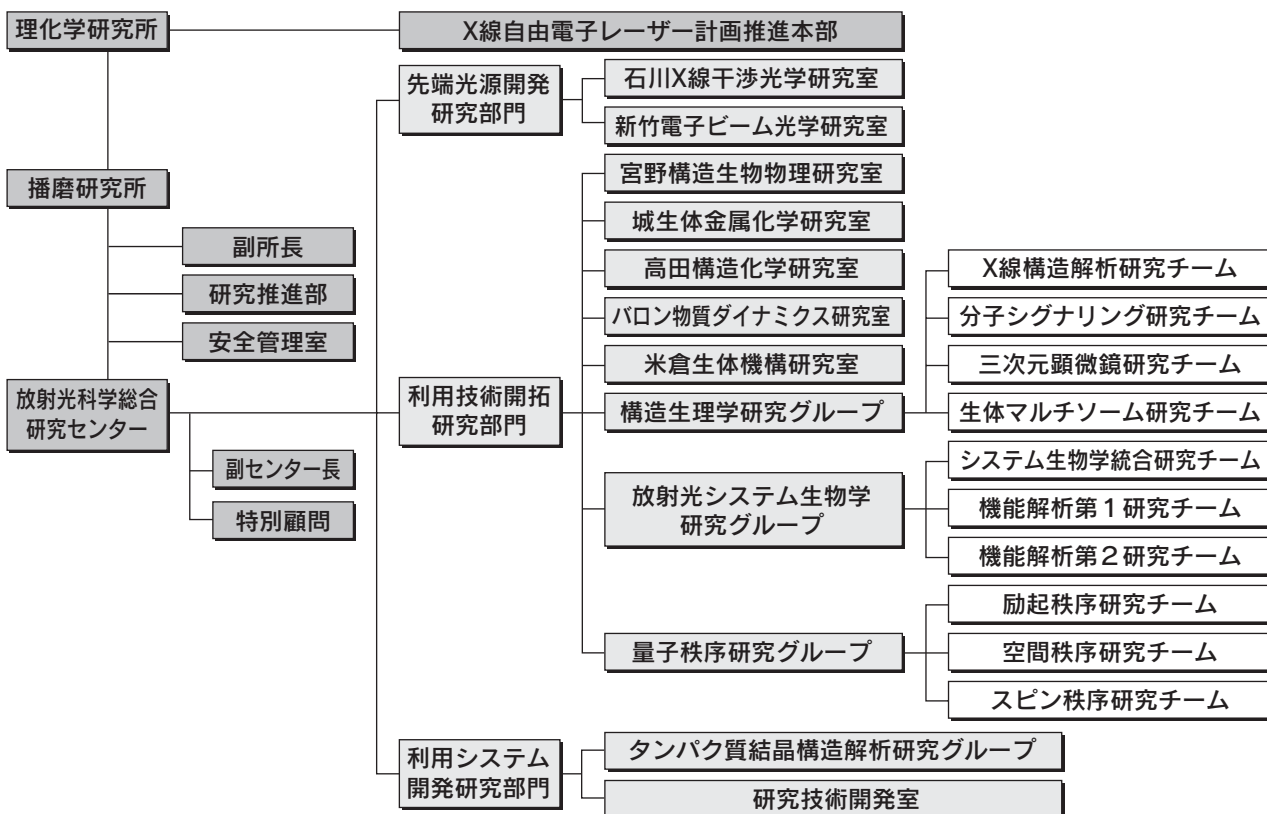 理化学研究所
X線自由電子レーザー計画推進本部
播磨研究所
副所長
研究推進部
安全管理室
放射光科学総合
研究センター
副センター長
特別顧問
先端光源開発
研究部門
石川X線干渉光学研究室
新竹電子ビーム光学研究室
利用技術開拓
研究部門
宮野構造生物物理研究室
城生体金属化学研究室
高田構造化学研究室
バロン物質ダイナミクス研究室
米倉生体機構研究室
構造生理学研究グループ
X線構造解析研究チーム
分子シグナリング研究チーム
三次元顕微鏡研究チーム
生体マルチソーム研究チーム
放射光システム生物学
研究グループ
システム生物学統合研究チーム
機能解析第1研究チーム
機能解析第2研究チーム
量子秩序研究グループ
励起秩序研究チーム
空間秩序研究チーム
スピン秩序研究チーム
利用システム
開発研究部門
タンパク質結晶構造解析研究グループ
研究技術開発室